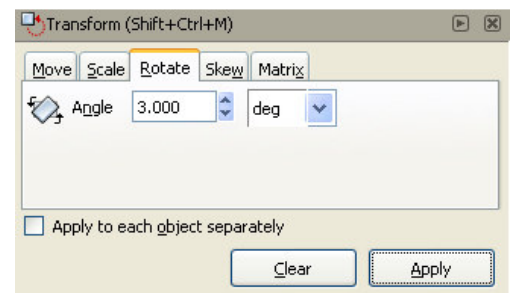 Transform (Shift+Ctrl+M)
Move Scale Rotate Skew Matrix
Angle 3.000 deg
Apply to each object separately
Clear Apply